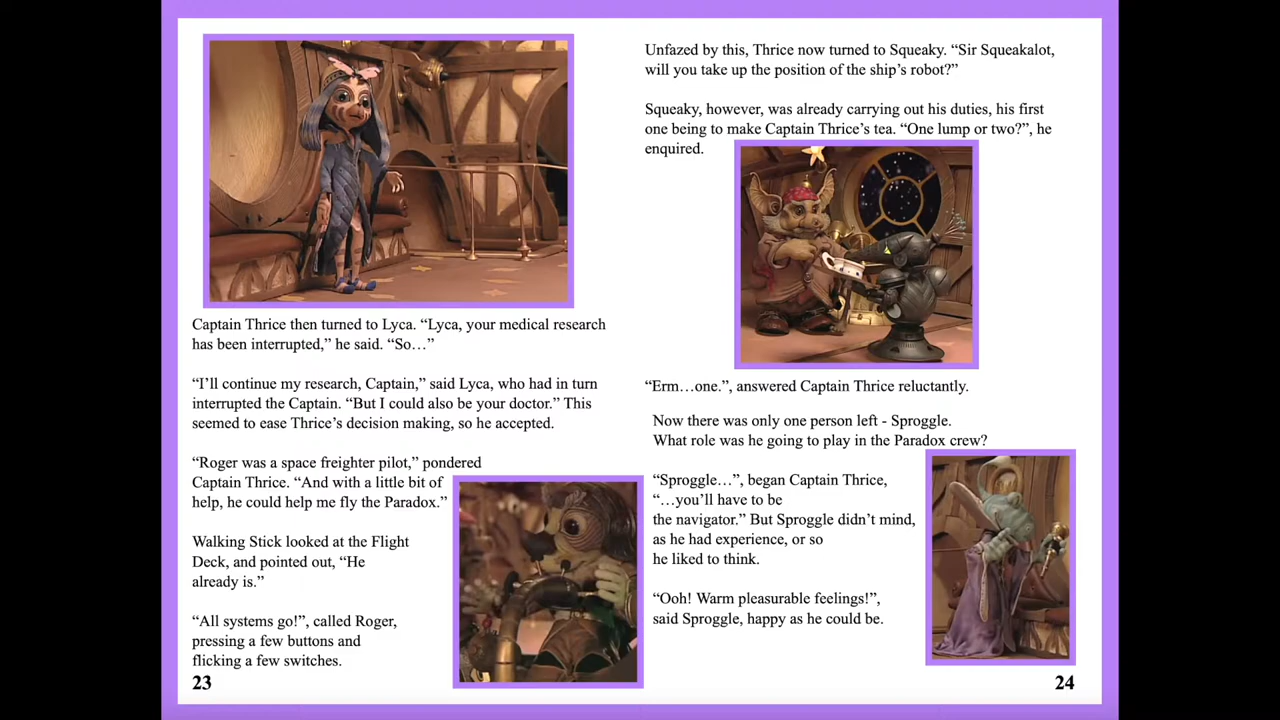 Captain Thrice then turned to Lyca. “Lyca, your medical research
has been interrupted,” he said. “So…”
“I’ll continue my research, Captain,” said Lyca, who had in turn
interrupted the Captain. “But I could also be your doctor.” This
seemed to ease Thrice’s decision making, so he accepted.
“Roger was a space freighter pilot,” pondered
Captain Thrice. “And with a little bit of
help, he could help me fly the Paradox.”
Walking Stick looked at the Flight
Deck, and pointed out, “He
already is.”
“All systems go!”, called Roger,
pressing a few buttons and
flicking a few switches.
23
Unfazed by this, Thrice now turned to Squeaky. “Sir Squeakalot,
will you take up the position of the ship’s robot?”
Squeaky, however, was already carrying out his duties, his first
one being to make Captain Thrice’s tea. “One lump or two?”, he
enquired.
“Erm…one.”, answered Captain Thrice reluctantly.
Now there was only one person left - Sproggle.
What role was he going to play in the Paradox crew?
“Sproggle…”, began Captain Thrice,
“…you’ll have to be
the navigator.” But Sproggle didn’t mind,
as he had experience, or so
he liked to think.
“Ooh! Warm pleasurable feelings!”,
said Sproggle, happy as he could be.
24